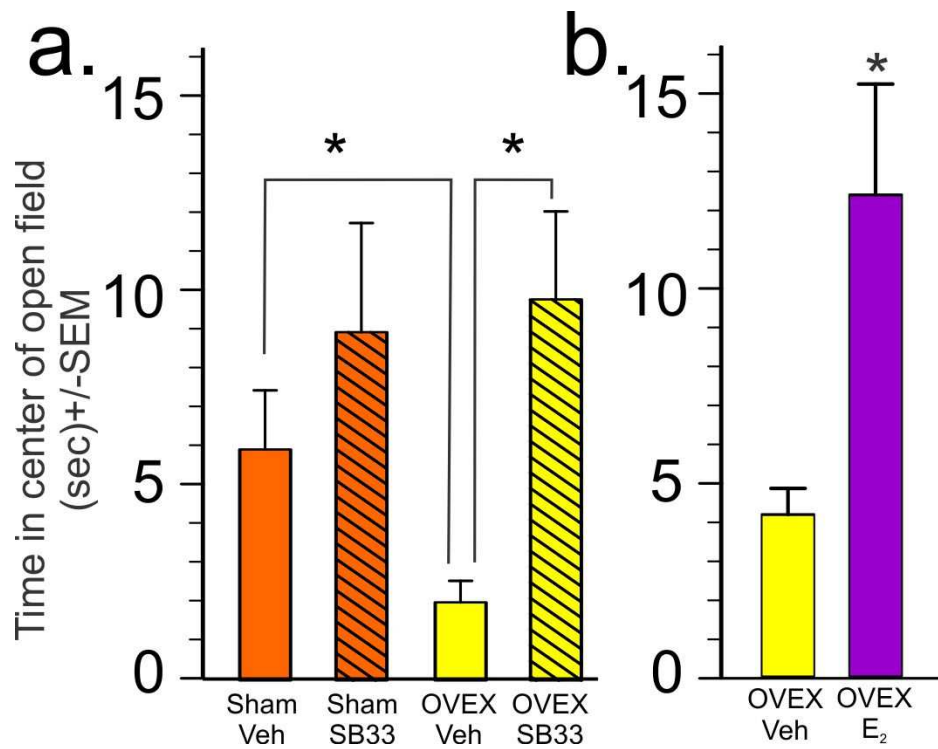 a.
b.
Time in center of open field
(sec)+/-SEM
15
10
5
0
*
*
Sham
Veh
Sham
SB33
OVEX
Veh
OVEX
SB33
15
10
5
0
*
OVEX
Veh
OVEX
E₂